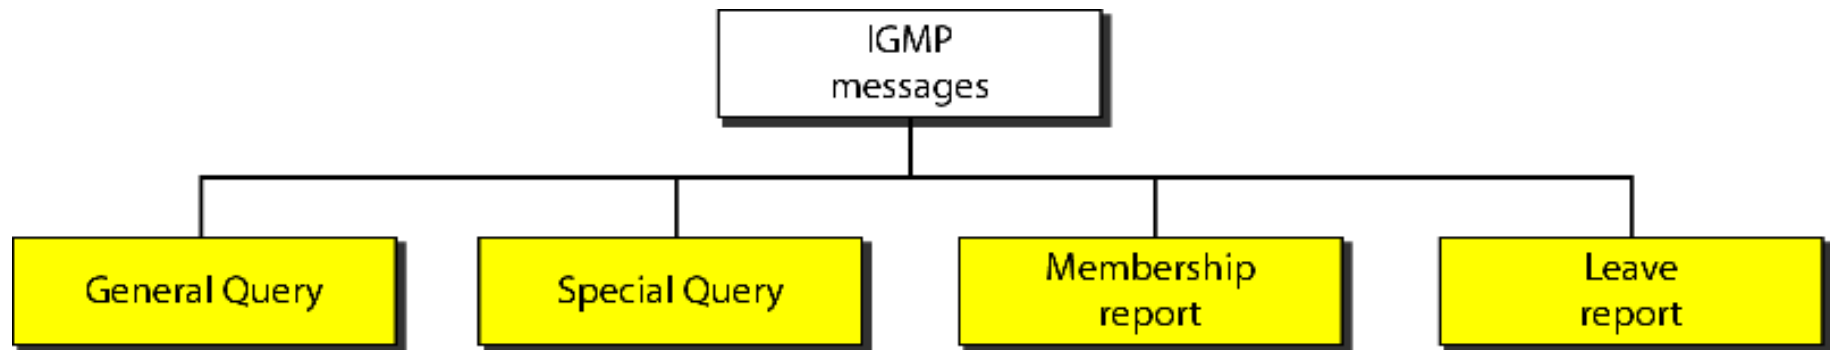 IGMP
messages
General Query
Special Query
Membership
report
Leave
report